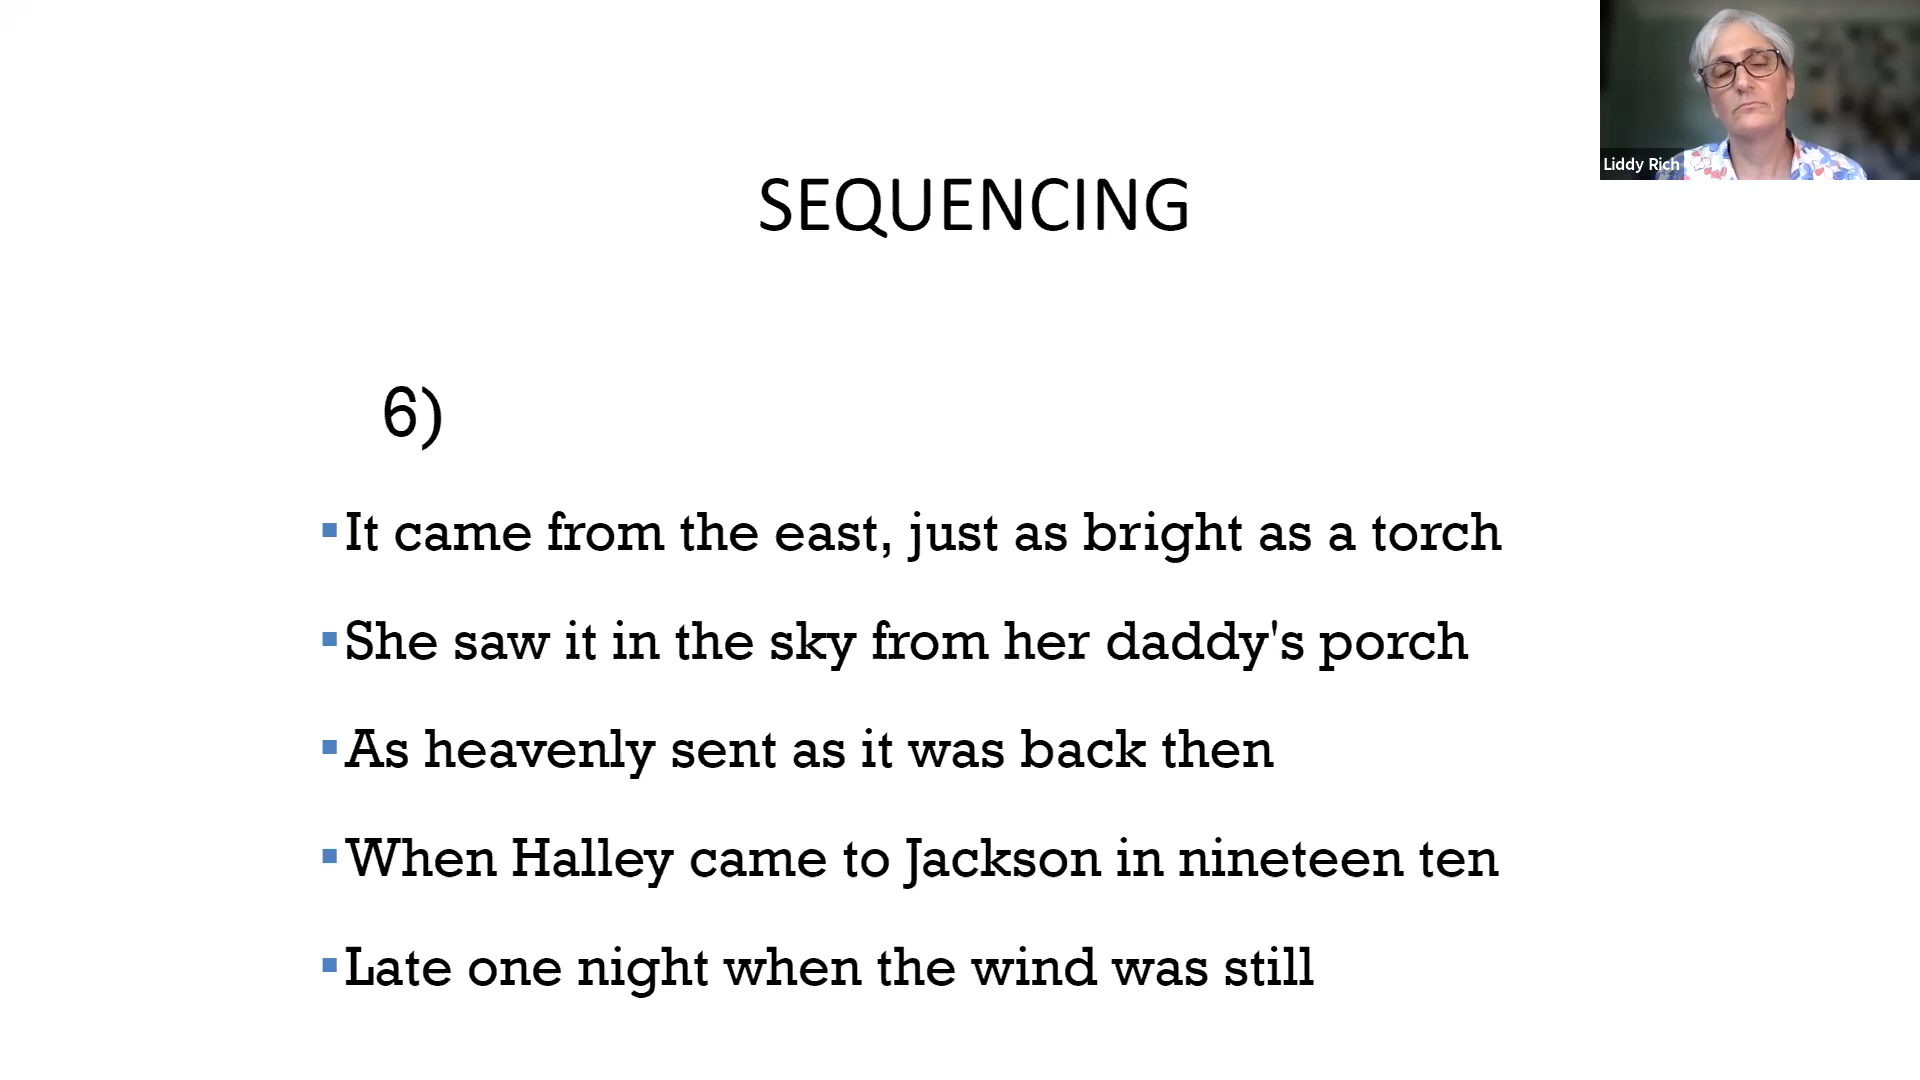 Liddy Rich
SEQUENCING
6)
It came from the east, just as bright as a torch
She saw it in the sky from her daddy's porch
As heavenly sent as it was back then
When Halley came to Jackson in nineteen ten
Late one night when the wind was still